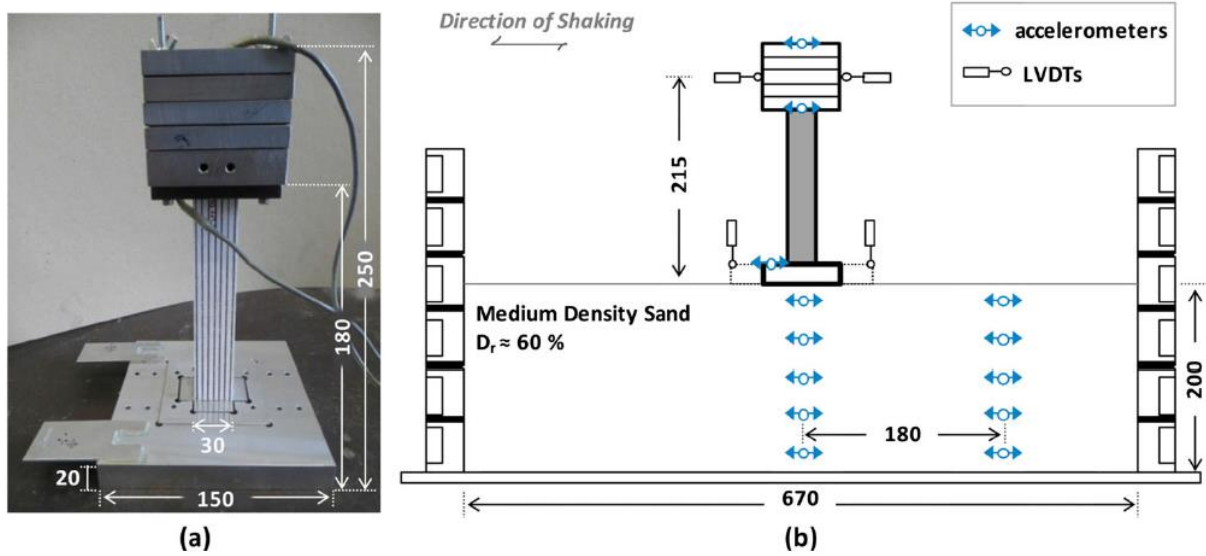 Direction of Shaking
accelerometers
LVDTs
215
250
180
30
20
150
Medium Density Sand
Dᵣ ≈ 60 %
180
200
670
(a)
(b)